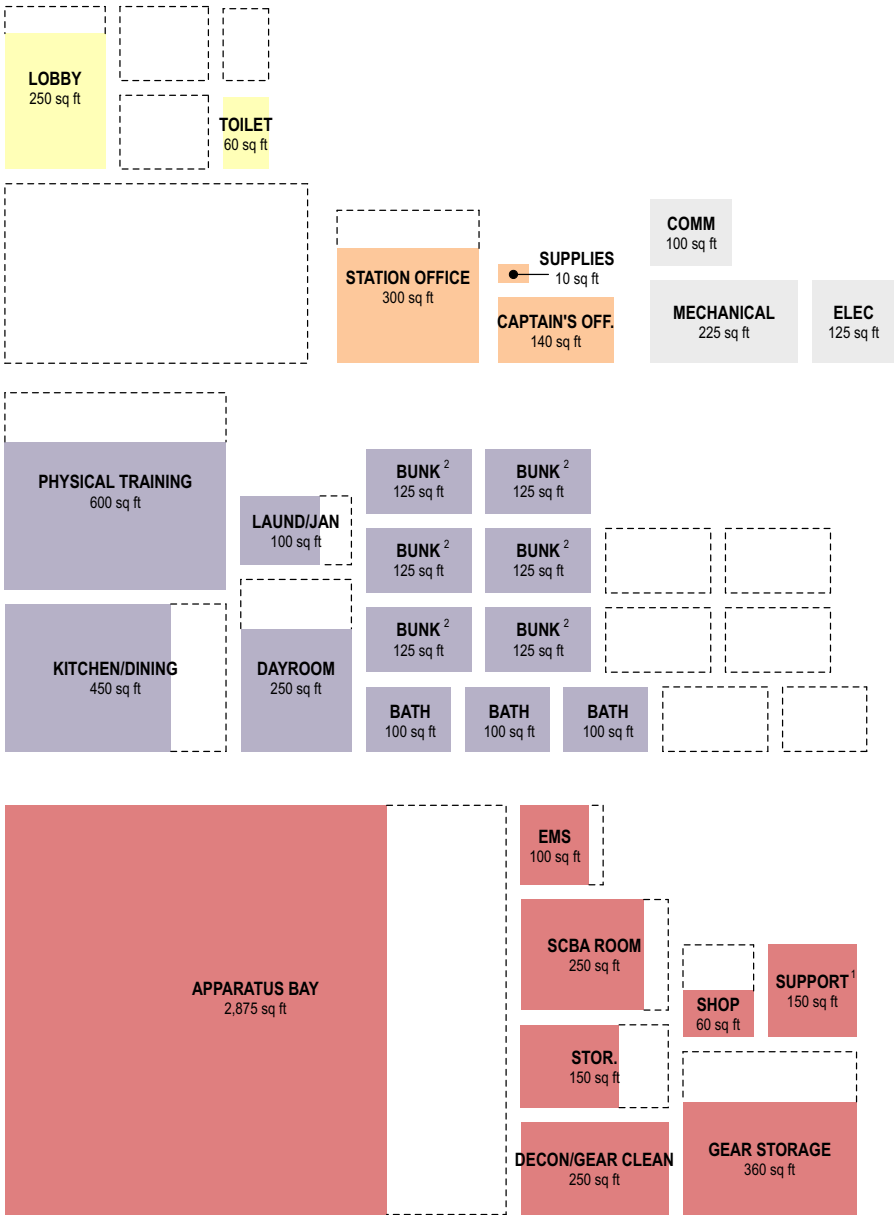 LOBBY
250 sq ft
TOILET
60 sq ft
STATION OFFICE
300 sq ft
SUPPLIES
10 sq ft
CAPTAIN'S OFF.
140 sq ft
COMM
100 sq ft
MECHANICAL
225 sq ft
ELEC
125 sq ft
PHYSICAL TRAINING
600 sq ft
LAUND/JAN
100 sq ft
BUNK 2
125 sq ft
BUNK 2
125 sq ft
BUNK 2
125 sq ft
BUNK 2
125 sq ft
BUNK 2
125 sq ft
BUNK 2
125 sq ft
KITCHEN/DINING
450 sq ft
DAYROOM
250 sq ft
BATH
100 sq ft
BATH
100 sq ft
BATH
100 sq ft
APPARATUS BAY
2,875 sq ft
EMS
100 sq ft
SCBA ROOM
250 sq ft
SHOP
60 sq ft
SUPPORT 1
150 sq ft
STOR.
150 sq ft
DECON/GEAR CLEAN
250 sq ft
GEAR STORAGE
360 sq ft